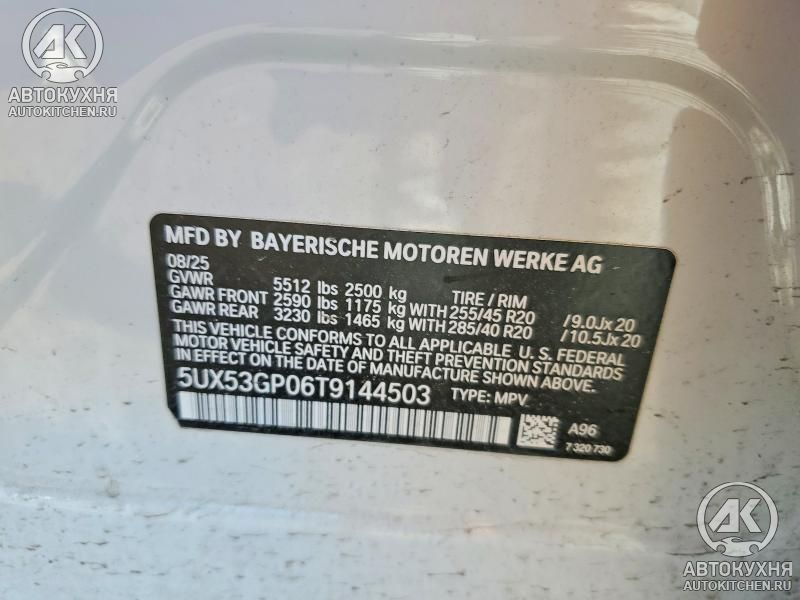 AK
АВТОКУХНЯ
AUTOKITCHEN.RU
MFD BY BAYERISCHE MOTOREN WERKE AG
08/25
GVWR 5512 lbs 2500 kg TIRE / RIM
GAWR FRONT 2590 lbs 1175 kg WITH 255/45 R20 /9.0Jx20
GAWR REAR 3230 lbs 1465 kg WITH 285/40 R20 /10.5Jx20
THIS VEHICLE CONFORMS TO ALL APPLICABLE U.S. FEDERAL
MOTOR VEHICLE SAFETY AND THEFT PREVENTION STANDARDS
IN EFFECT ON THE DATE OF MANUFACTURE SHOWN ABOVE.
5UX53GP06T9144503 TYPE: MPV
A96
7 320 730
AK
АВТОКУХНЯ
AUTOKITCHEN.RU